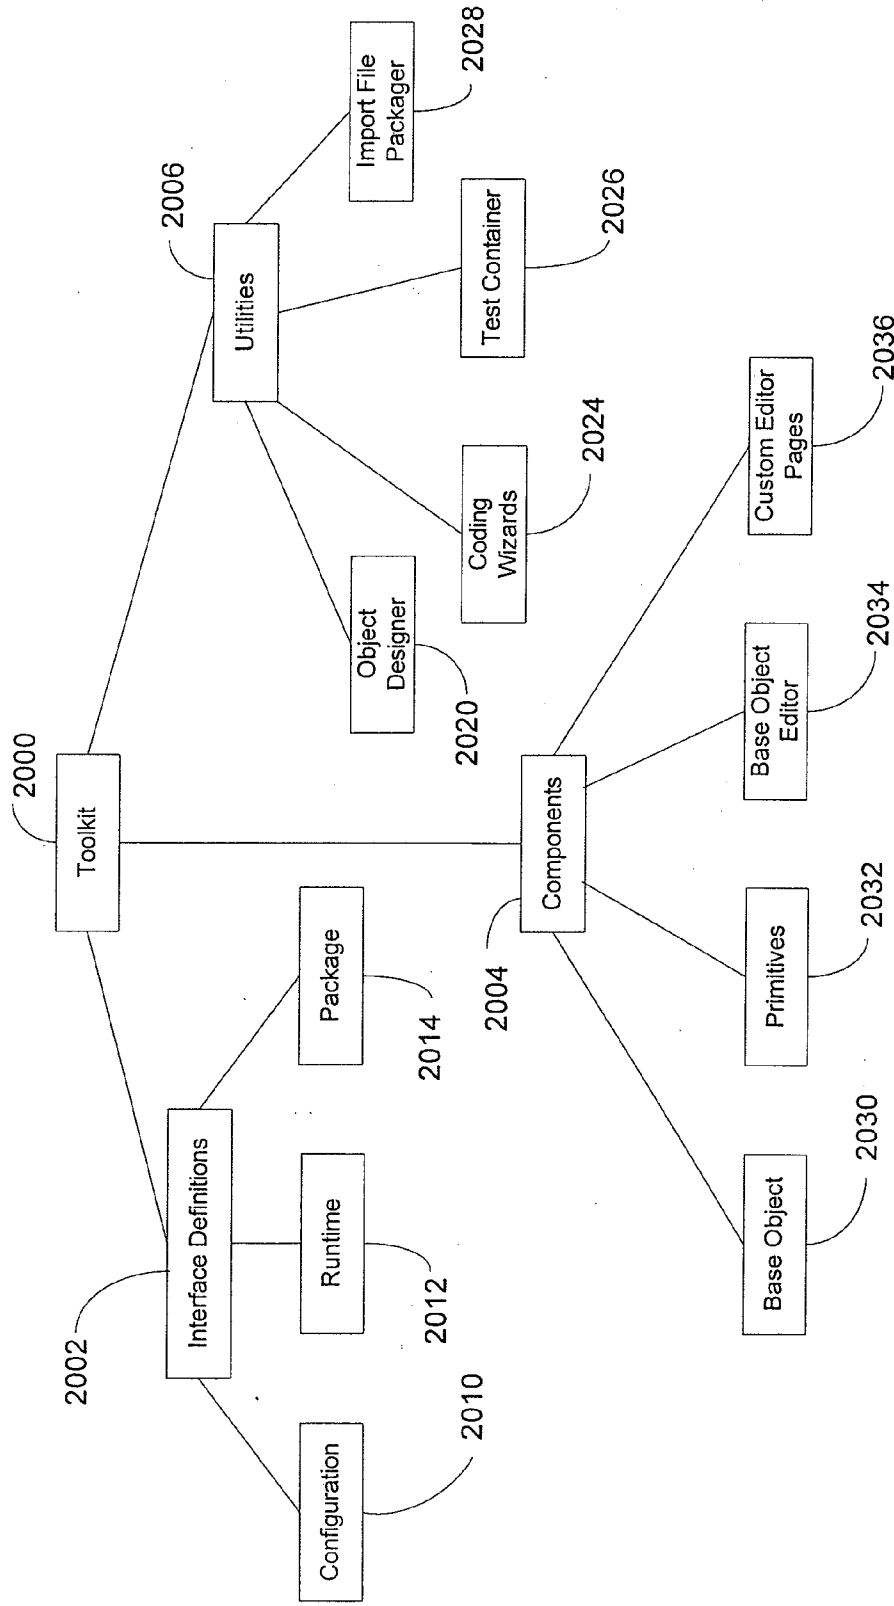 2000
Toolkit
2002
Interface Definitions
2006
Utilities
Configuration
2010
Runtime
2012
Package
2014
Object
Designer
2020
Coding
Wizards
2024
Test Container
2026
Import File
Packager
2028
2004
Components
Base Object
2030
Primitives
2032
Base Object
Editor
2034
Custom Editor
Pages
2036